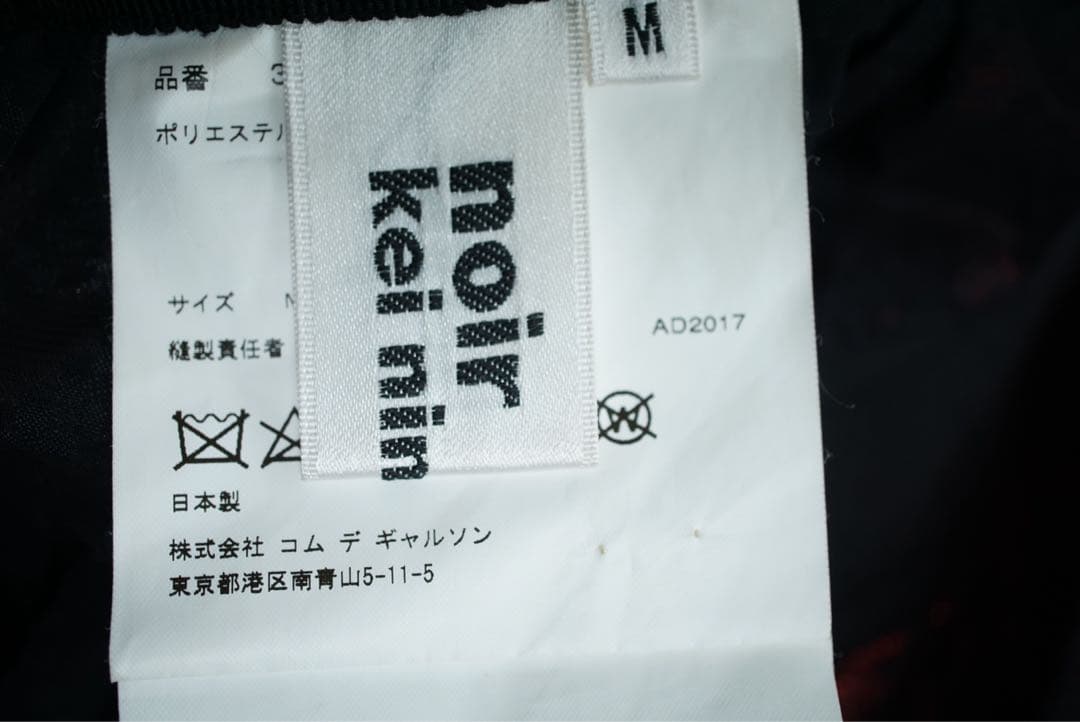 M
品番 3
ポリエステル
noir
kei nin
サイズ M
縫製責任者
AD2017
W
日本製
株式会社 コム デ ギャルソン
東京都港区南青山5-11-5